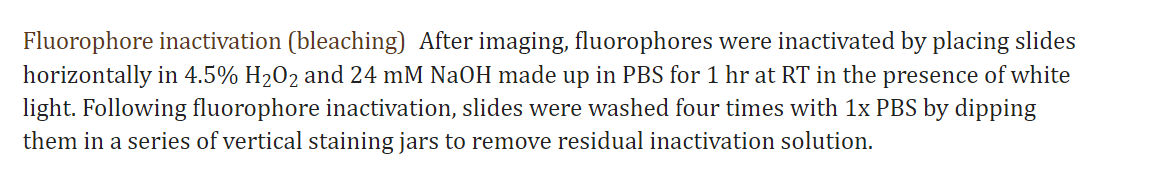 Fluorophore inactivation (bleaching)  After imaging, fluorophores were inactivated by placing slides
horizontally in 4.5% H₂O₂ and 24 mM NaOH made up in PBS for 1 hr at RT in the presence of white
light. Following fluorophore inactivation, slides were washed four times with 1x PBS by dipping
them in a series of vertical staining jars to remove residual inactivation solution.